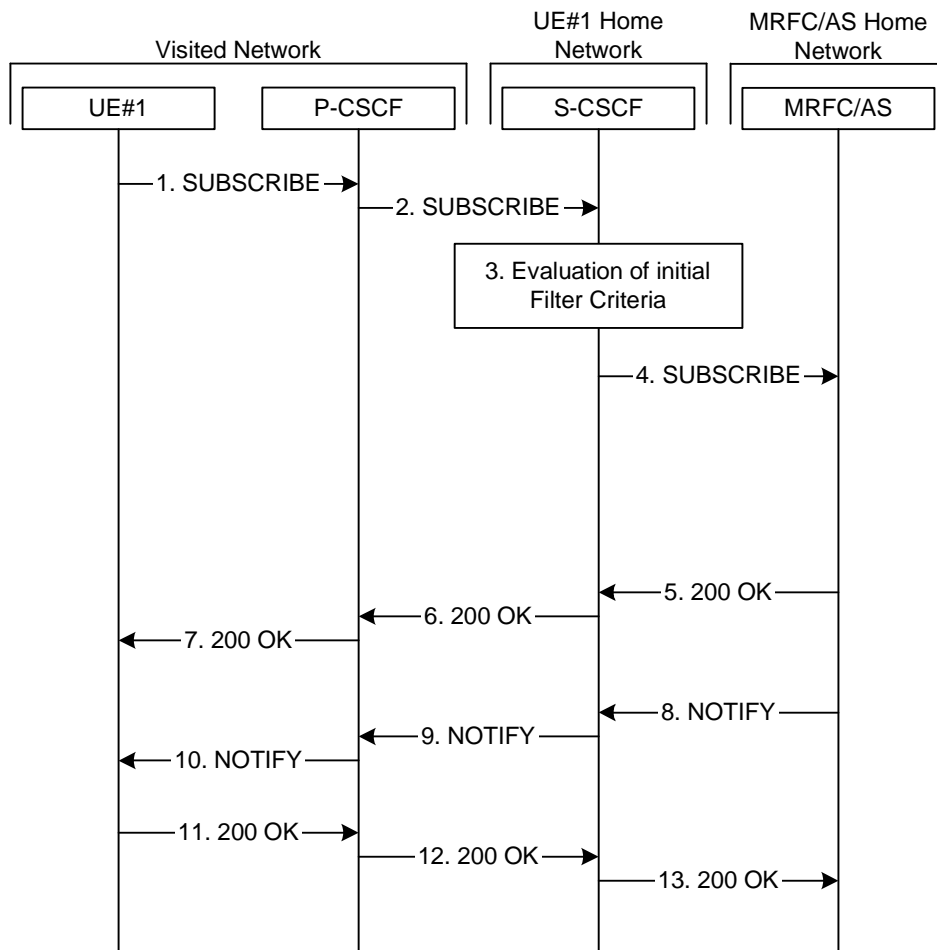 UE#1 Home
Network
MRFC/AS Home
Network
Visited Network
UE#1
P-CSCF
S-CSCF
MRFC/AS
1. SUBSCRIBE
2. SUBSCRIBE
3. Evaluation of initial
Filter Criteria
4. SUBSCRIBE
5. 200 OK
6. 200 OK
7. 200 OK
8. NOTIFY
9. NOTIFY
10. NOTIFY
11. 200 OK
12. 200 OK
13. 200 OK